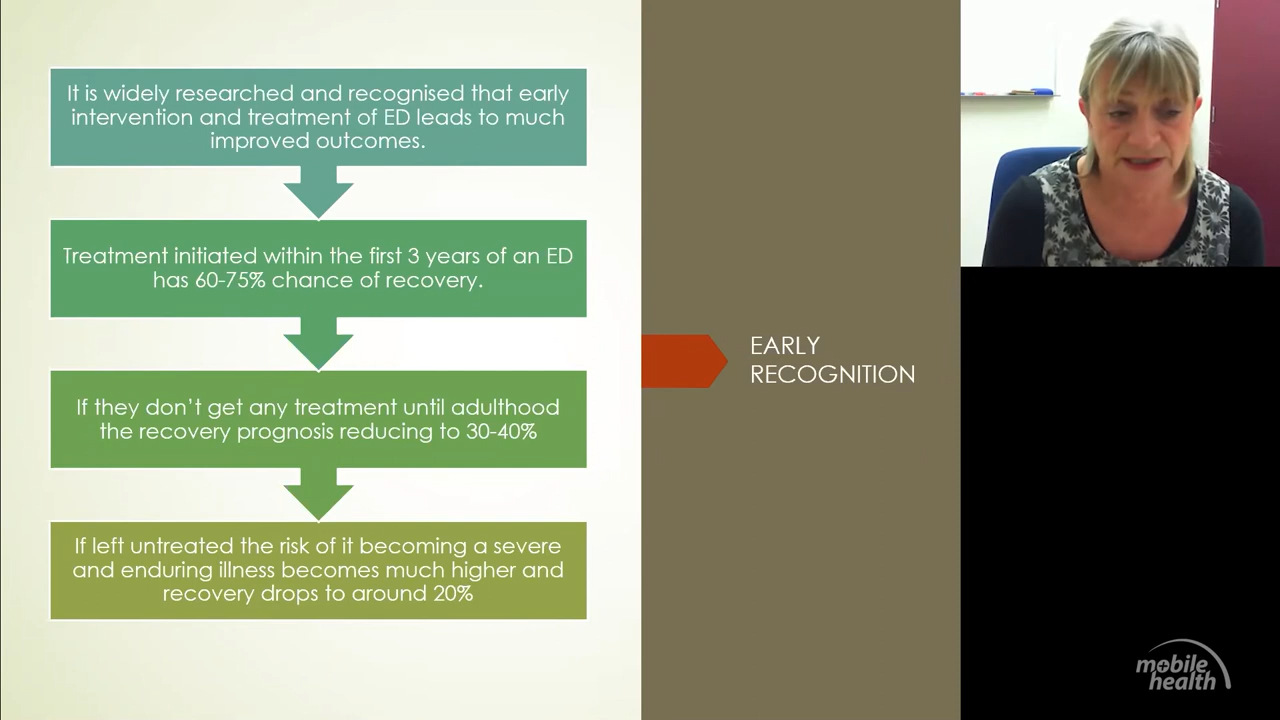 It is widely researched and recognised that early
intervention and treatment of ED leads to much
improved outcomes.
Treatment initiated within the first 3 years of an ED
has 60-75% chance of recovery.
If they don't get any treatment until adulthood
the recovery prognosis reducing to 30-40%
If left untreated the risk of it becoming a severe
and enduring illness becomes much higher and
recovery drops to around 20%
EARLY
RECOGNITION
mobile
health